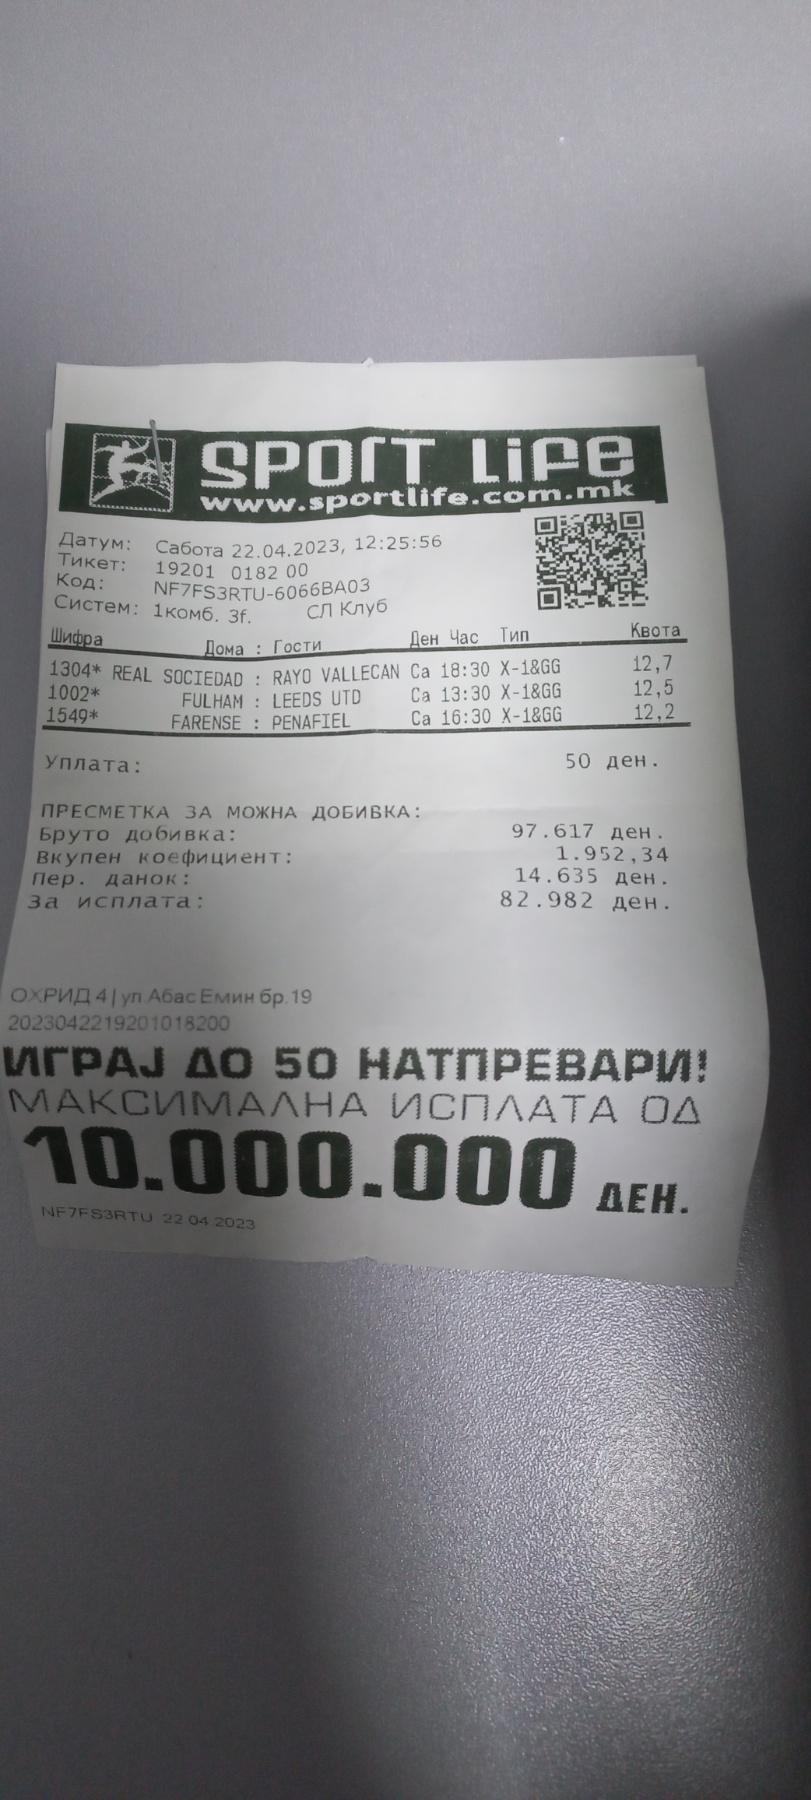 SPORT LIFE
www.sportlife.com.mk
Датум: Сабота 22.04.2023, 12:25:56
Тикет: 19201 0182 00
Код: NF7FS3RTU-6066BA03
Систем: 1комб. 3f. СЛ Клуб
Шифра Дома : Гости Ден Час Тип Квота
1304* REAL SOCIEDAD : RAYO VALLECAN Са 18:30 X-1&GG 12,7
1002* FULHAM : LEEDS UTD Са 13:30 X-1&GG 12,5
1549* FARENSE : PENAFIEL Са 16:30 X-1&GG 12,2
Уплата: 50 ден.
ПРЕСМЕТКА ЗА МОЖНА ДОБИВКА:
Бруто добивка: 97.617 ден.
Вкупен коефициент: 1.952,34
Пер. данок: 14.635 ден.
За исплата: 82.982 ден.
ОХРИД 4 | ул.Абас Емин бр.19
2023042219201018200
ИГРАЈ ДО 50 НАТПРЕВАРИ!
МАКСИМАЛНА ИСПЛАТА ОД
10.000.000 ДЕН.
NF7FS3RTU 22.04.2023